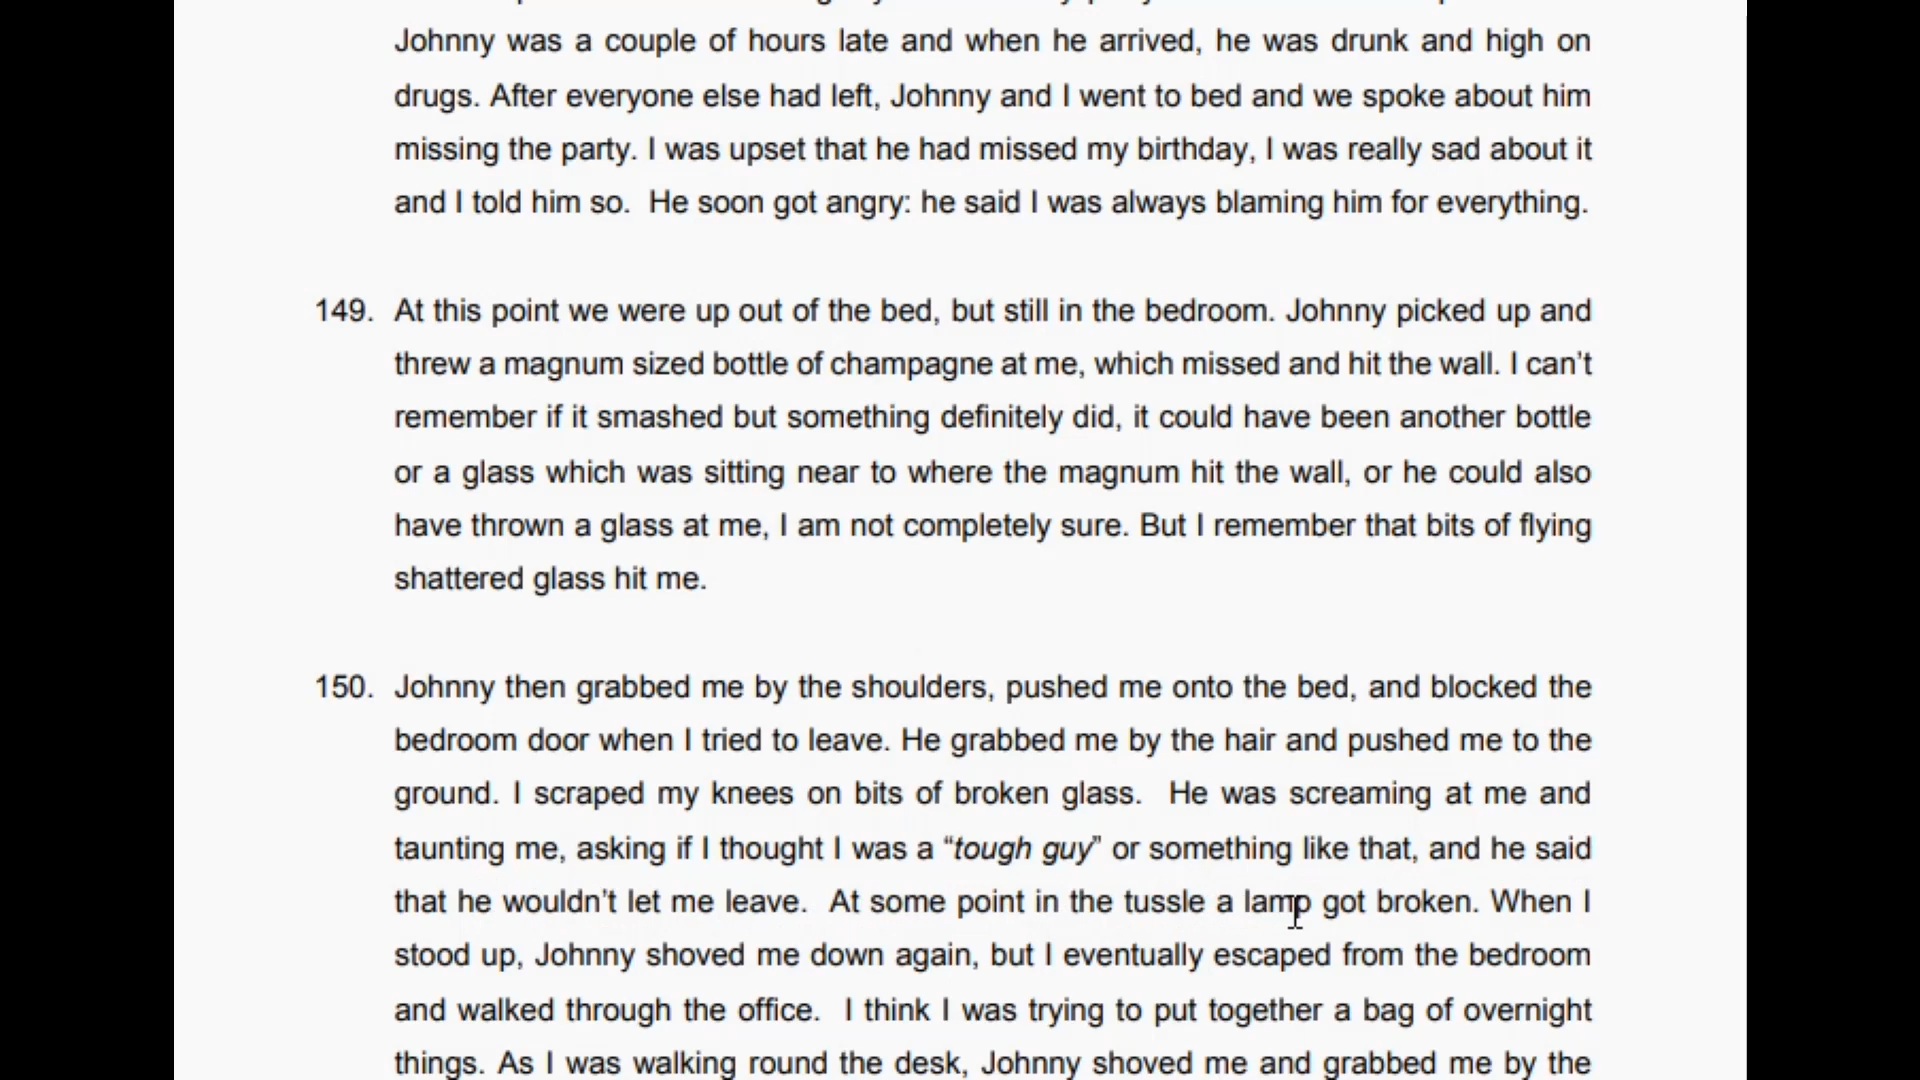 Johnny was a couple of hours late and when he arrived, he was drunk and high on
drugs. After everyone else had left, Johnny and I went to bed and we spoke about him
missing the party. I was upset that he had missed my birthday, I was really sad about it
and I told him so.  He soon got angry: he said I was always blaming him for everything.
149. At this point we were up out of the bed, but still in the bedroom. Johnny picked up and
threw a magnum sized bottle of champagne at me, which missed and hit the wall. I can’t
remember if it smashed but something definitely did, it could have been another bottle
or a glass which was sitting near to where the magnum hit the wall, or he could also
have thrown a glass at me, I am not completely sure. But I remember that bits of flying
shattered glass hit me.
150. Johnny then grabbed me by the shoulders, pushed me onto the bed, and blocked the
bedroom door when I tried to leave. He grabbed me by the hair and pushed me to the
ground. I scraped my knees on bits of broken glass.  He was screaming at me and
taunting me, asking if I thought I was a “tough guy” or something like that, and he said
that he wouldn’t let me leave.  At some point in the tussle a lamp got broken. When I
stood up, Johnny shoved me down again, but I eventually escaped from the bedroom
and walked through the office.  I think I was trying to put together a bag of overnight
things. As I was walking round the desk, Johnny shoved me and grabbed me by the